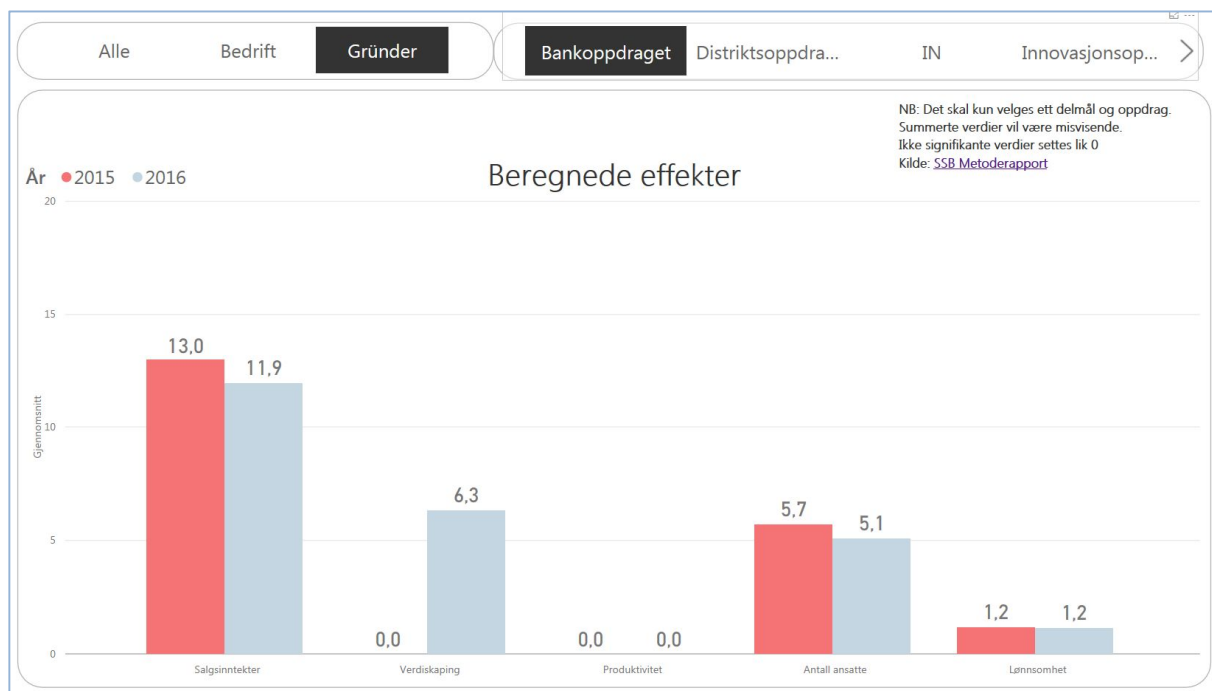 Alle Bedrift Gründer Bankoppdraget Distriktsoppdra... IN Innovasjonsop...
NB: Det skal kun velges ett delmål og oppdrag.
Summerte verdier vil være misvisende.
Ikke signifikante verdier settes lik 0
Kilde: SSB Metoderapport
År 2015 2016
Beregnede effekter
Gjennomsnitt
20
15
10
5
0
13,0 11,9
0,0 6,3
0,0 0,0
5,7 5,1
1,2 1,2
Salgsinntekter Verdiskaping Produktivitet Antall ansatte Lønnsomhet